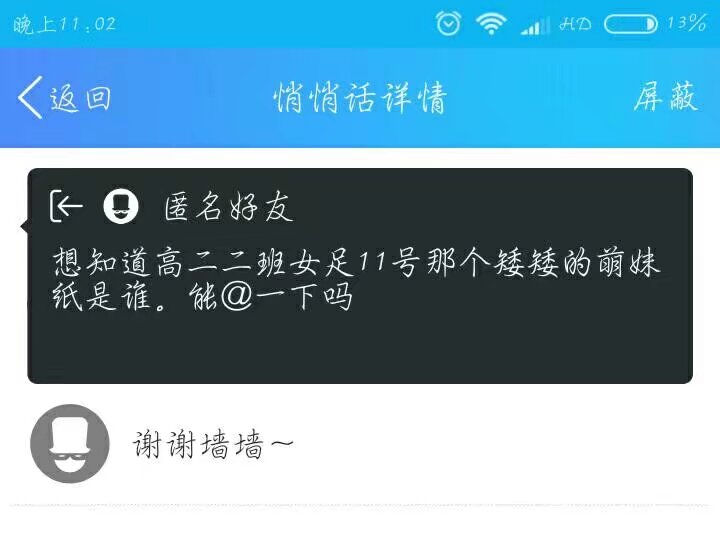 晚上11:02 HD 13%
返回 悄悄话详情 屏蔽
匿名好友
想知道高二二班女足11号那个矮矮的萌妹
纸是谁。能@一下吗
谢谢墙墙～